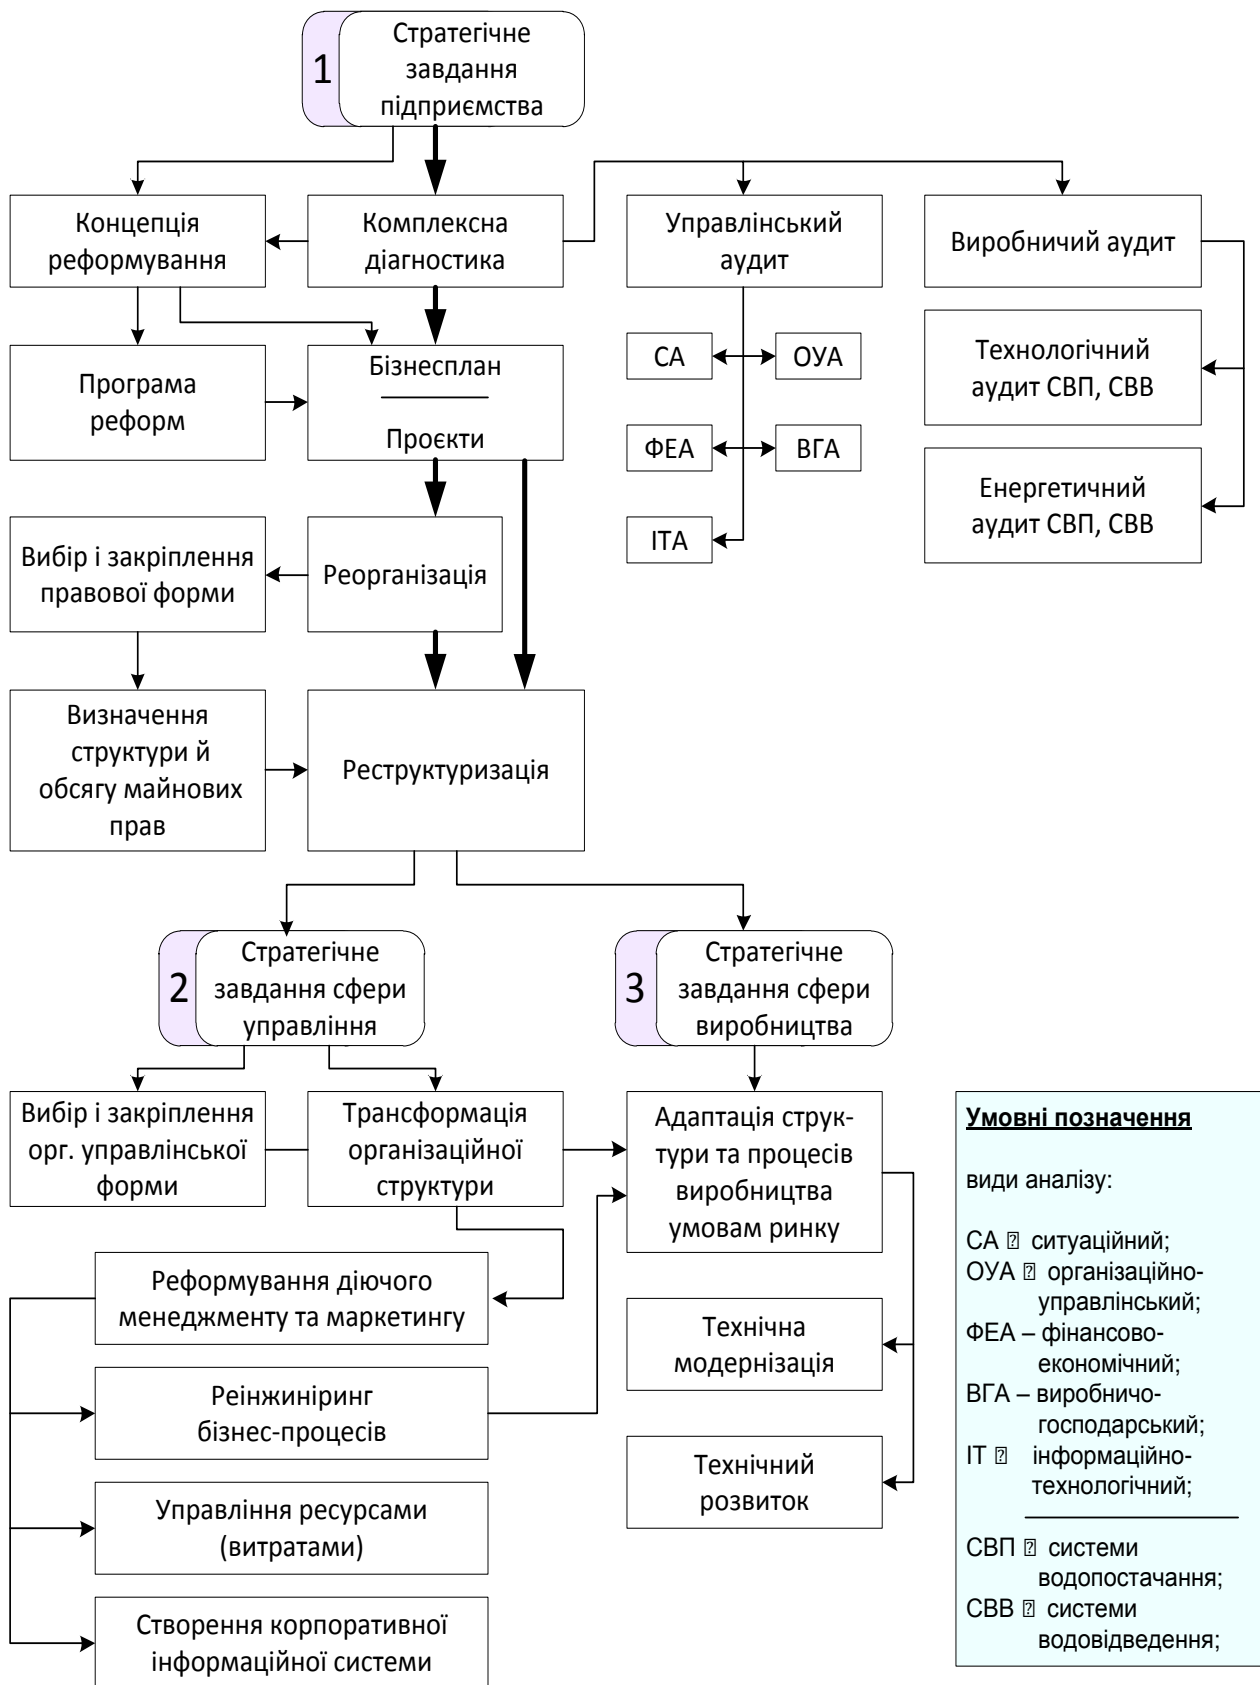 1
Стратегічне
завдання
підприємства
Концепція
реформування
Комплексна
діагностика
Управлінський
аудит
Виробничий аудит
Програма
реформ
Бізнесплан
Проєкти
СА
ОУА
ФЕА
ВГА
ІТА
Технологічний
аудит СВП, СВВ
Енергетичний
аудит СВП, СВВ
Вибір і закріплення
правової форми
Реорганізація
Визначення
структури й
обсягу майнових
прав
Реструктуризація
2
Стратегічне
завдання сфери
управління
3
Стратегічне
завдання сфери
виробництва
Вибір і закріплення
орг. управлінської
форми
Трансформація
організаційної
структури
Адаптація струк-
тури та процесів
виробництва
умовам ринку
Реформування діючого
менеджменту та маркетингу
Реінжиніринг
бізнес-процесів
Управління ресурсами
(витратами)
Створення корпоративної
інформаційної системи
Технічна
модернізація
Технічний
розвиток
Умовні позначення
види аналізу:
СА ⍰ ситуаційний;
ОУА ⍰ організаційно-
управлінський;
ФЕА – фінансово-
економічний;
ВГА – виробничо-
господарський;
ІТ ⍰ інформаційно-
технологічний;
СВП ⍰ системи
водопостачання;
СВВ ⍰ системи
водовідведення;